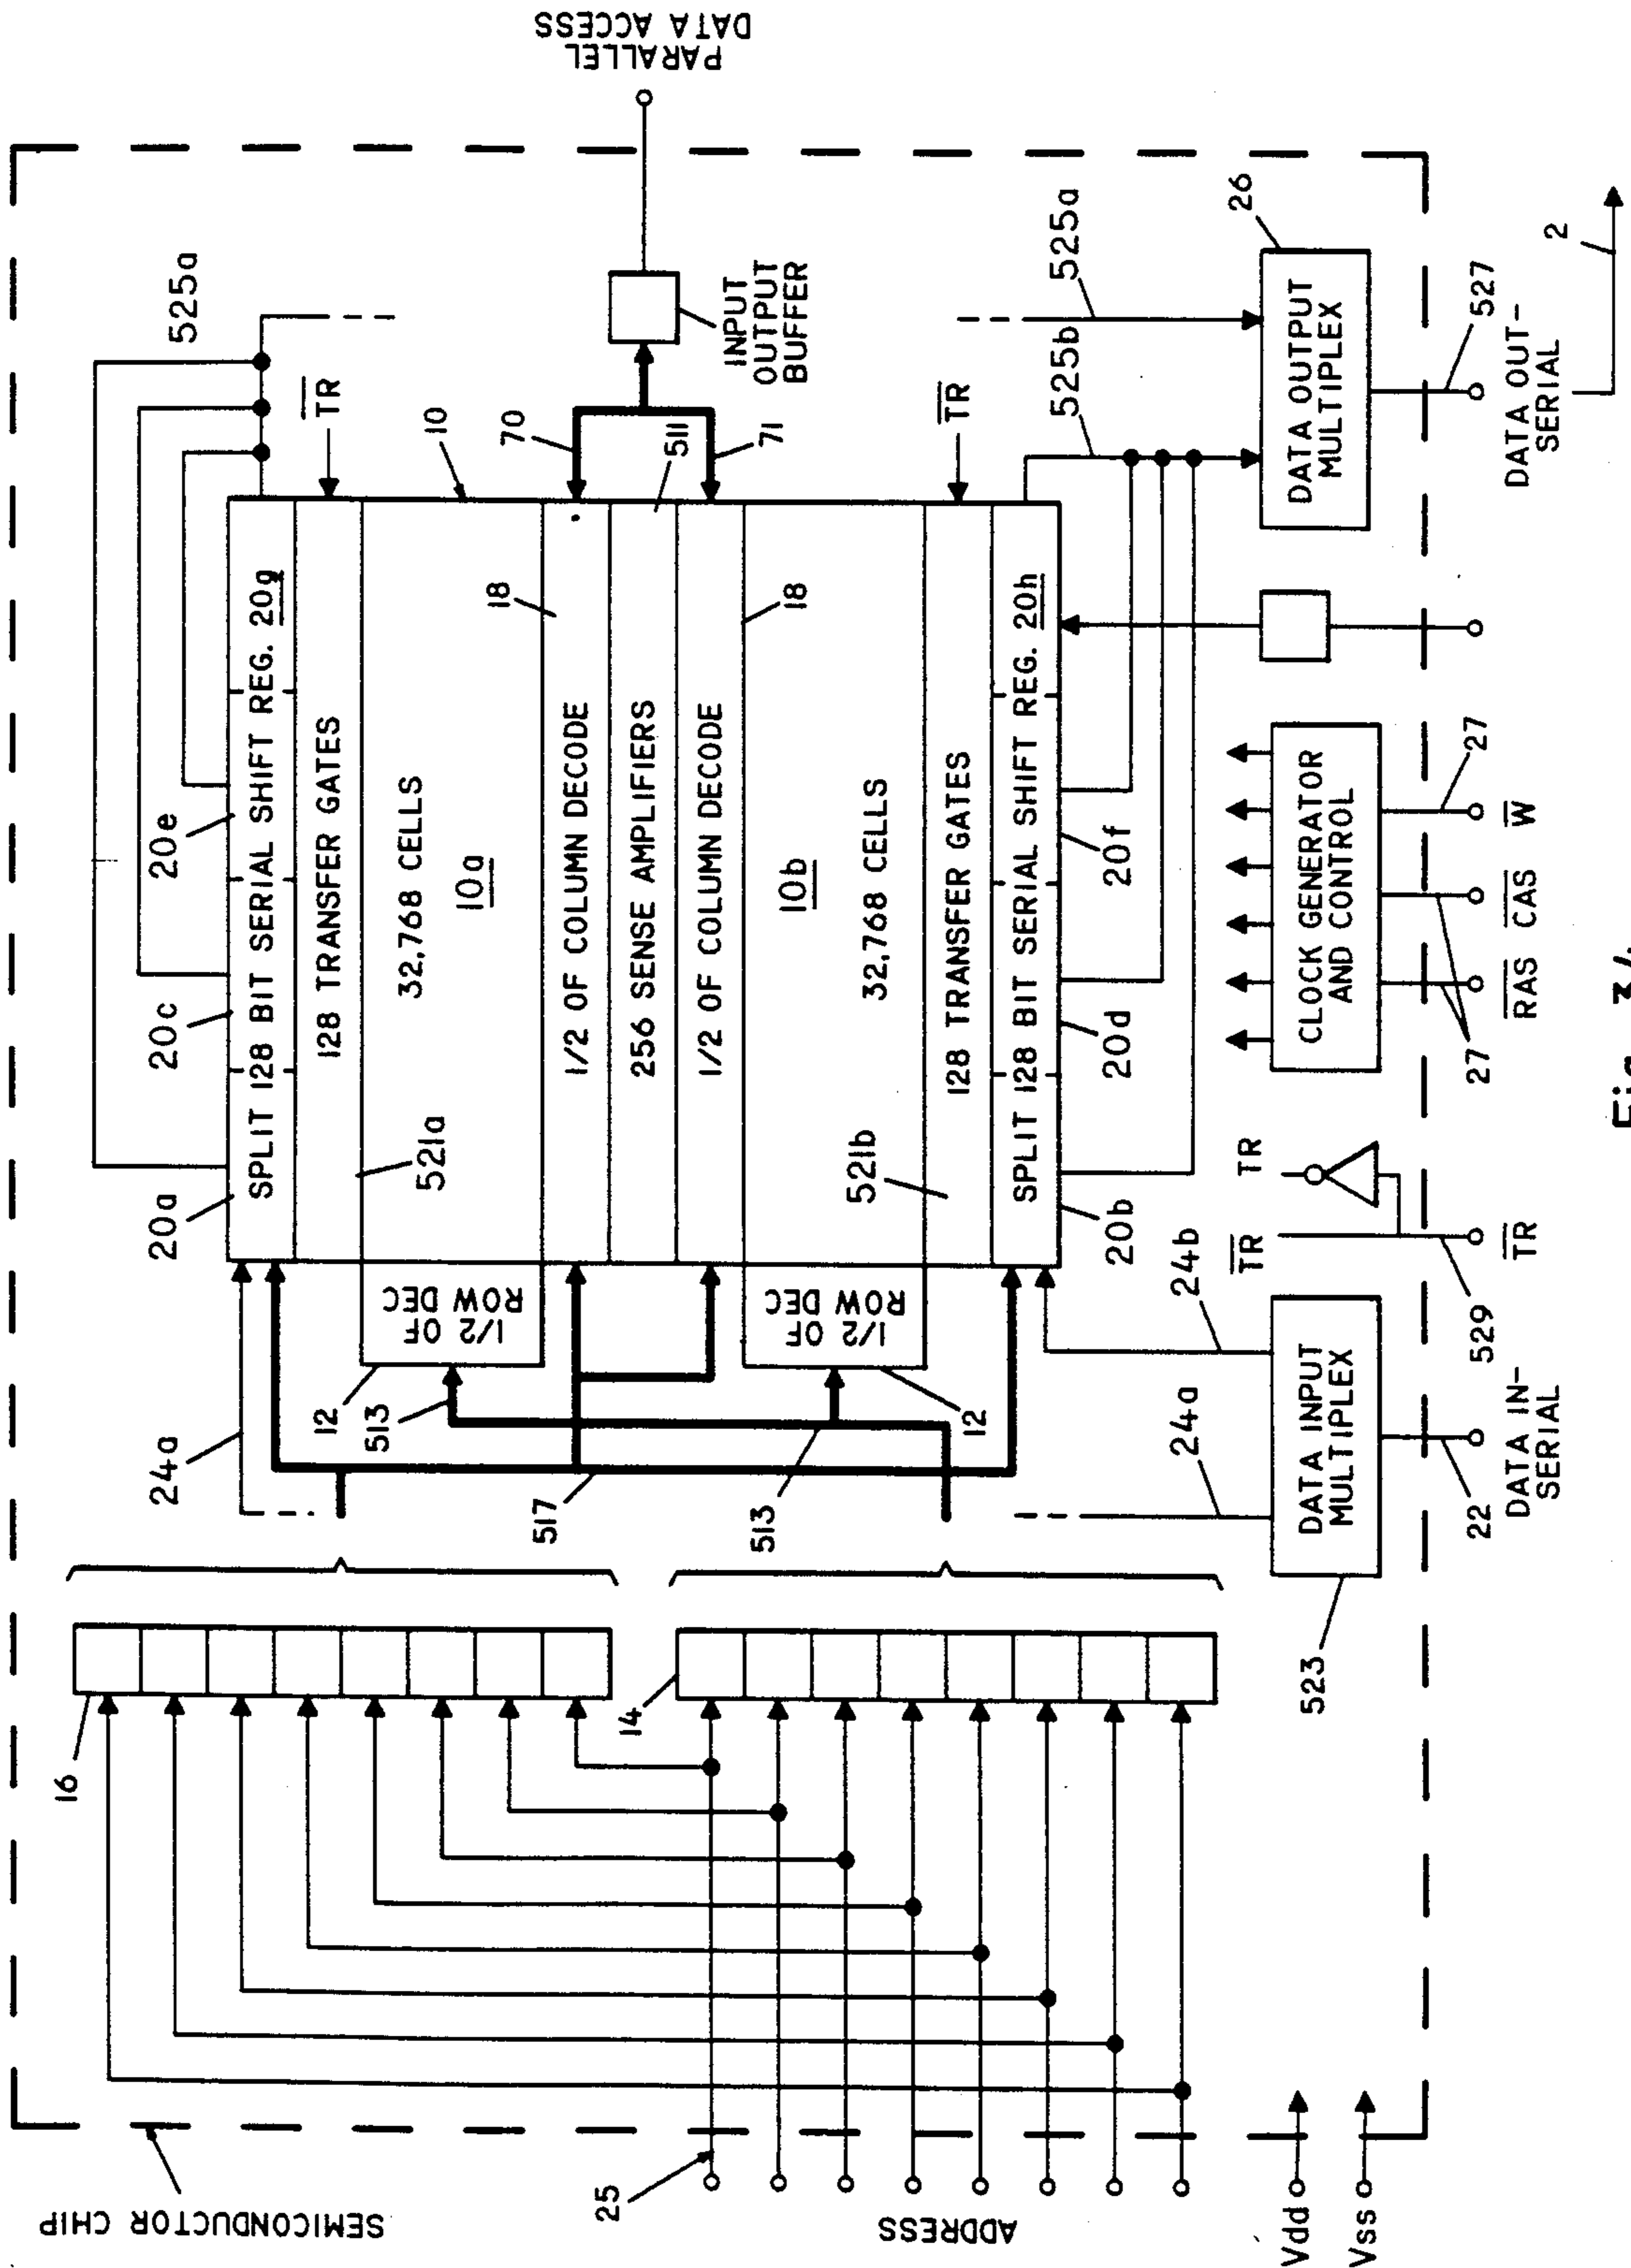 SEMICONDUCTOR CHIP
16
14
25
ADDRESS
Vdd
Vss
24a
525a
20a
20c
20e
SPLIT 128 BIT SERIAL SHIFT REG. 20g
128 TRANSFER GATES
T̅R̅
521a
32,768 CELLS
10a
10
12
1/2 OF
ROW DEC
513
517
18
1/2 OF COLUMN DECODE
70
256 SENSE AMPLIFIERS
511
1/2 OF COLUMN DECODE
71
18
INPUT
OUTPUT
BUFFER
PARALLEL
DATA ACCESS
12
1/2 OF
ROW DEC
513
32,768 CELLS
10b
521b
128 TRANSFER GATES
T̅R̅
SPLIT 128 BIT SERIAL SHIFT REG. 20h
20b
20d
20f
24a
24b
525b
525a
523
DATA INPUT
MULTIPLEX
22
DATA IN-
SERIAL
T̅R̅
TR
529
T̅R̅
CLOCK GENERATOR
AND CONTROL
27
R̅A̅S̅
C̅A̅S̅
W̅
27
26
DATA OUTPUT
MULTIPLEX
527
DATA OUT-
SERIAL
2